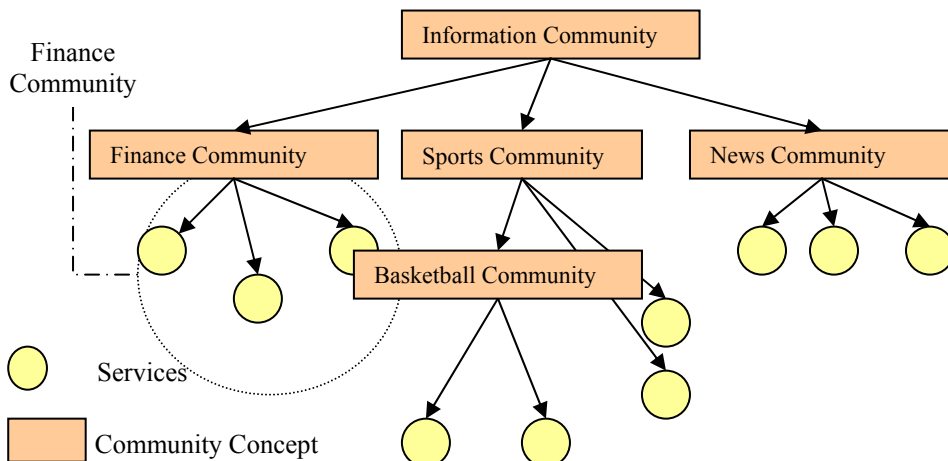 Information Community
Finance
Community
Finance Community
Sports Community
News Community
Basketball Community
Services
Community Concept